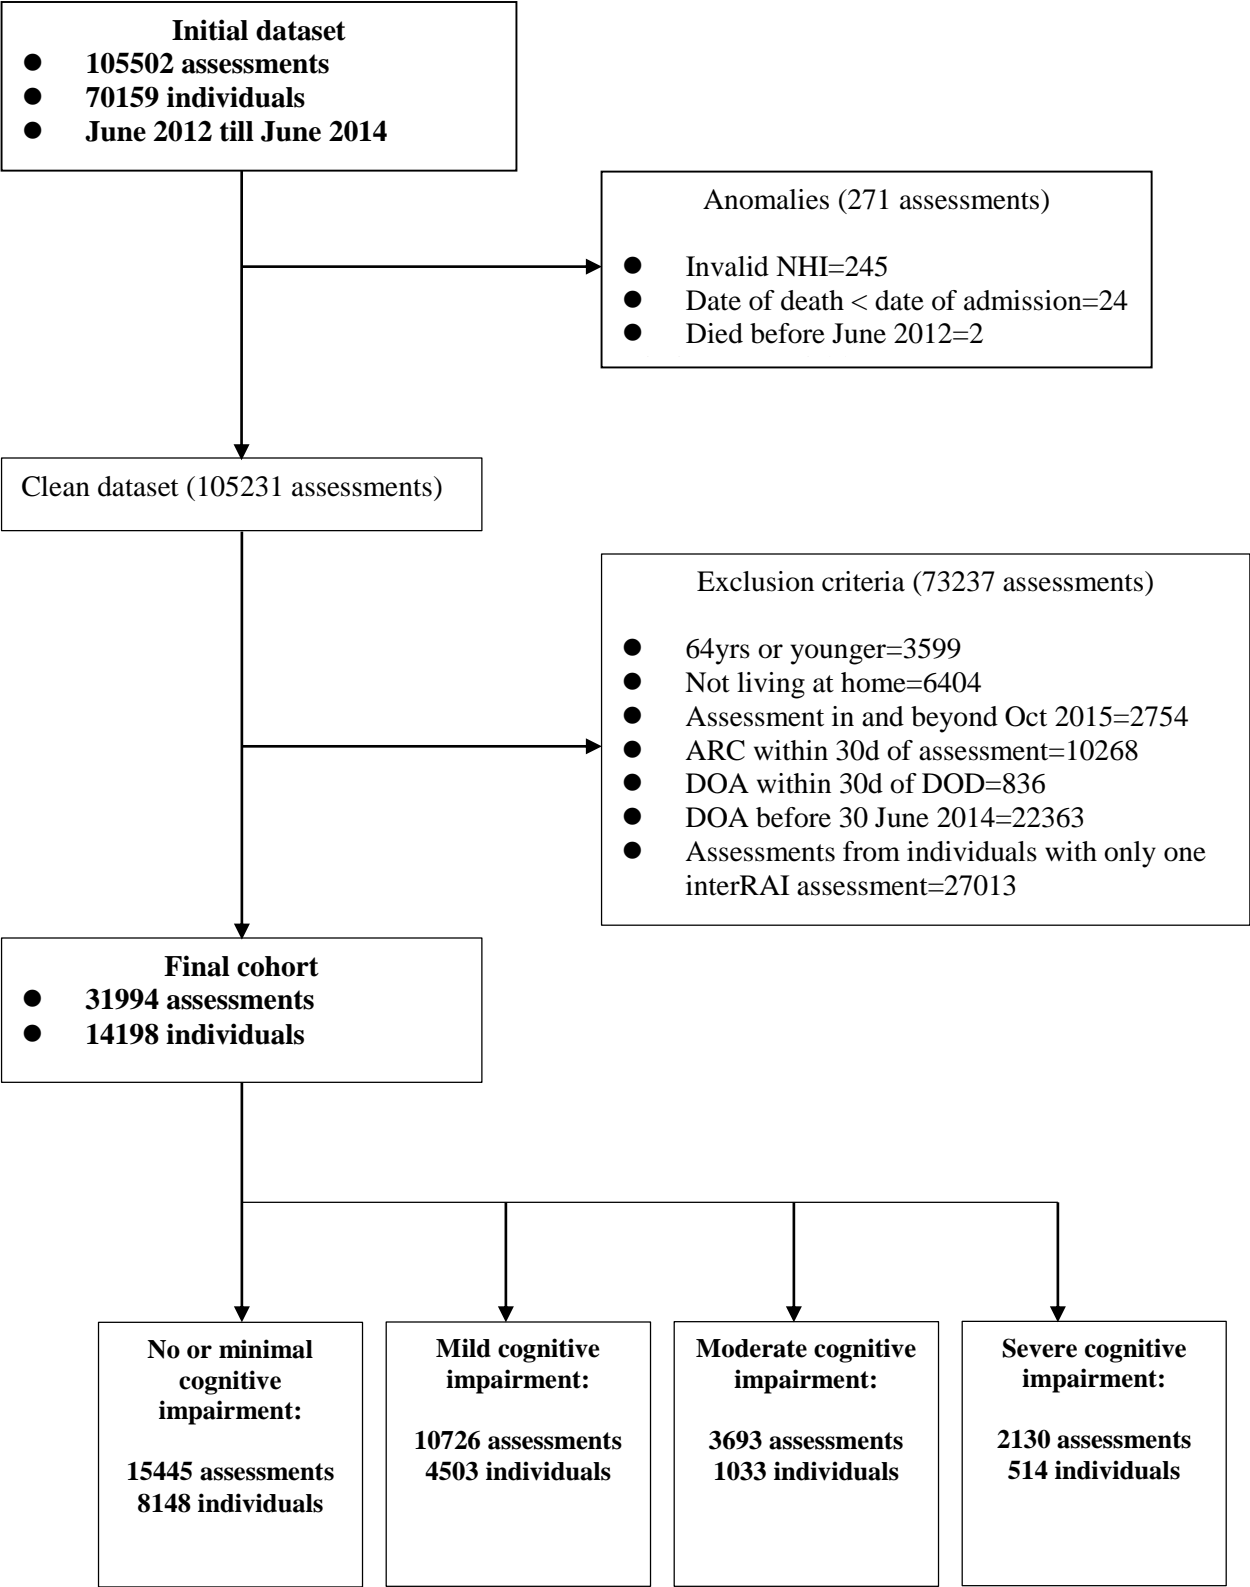 Initial dataset
● 105502 assessments
● 70159 individuals
● June 2012 till June 2014
Anomalies (271 assessments)
● Invalid NHI=245
● Date of death < date of admission=24
● Died before June 2012=2
Clean dataset (105231 assessments)
Exclusion criteria (73237 assessments)
● 64yrs or younger=3599
● Not living at home=6404
● Assessment in and beyond Oct 2015=2754
● ARC within 30d of assessment=10268
● DOA within 30d of DOD=836
● DOA before 30 June 2014=22363
● Assessments from individuals with only one
interRAI assessment=27013
Final cohort
● 31994 assessments
● 14198 individuals
No or minimal
cognitive
impairment:
15445 assessments
8148 individuals
Mild cognitive
impairment:
10726 assessments
4503 individuals
Moderate cognitive
impairment:
3693 assessments
1033 individuals
Severe cognitive
impairment:
2130 assessments
514 individuals